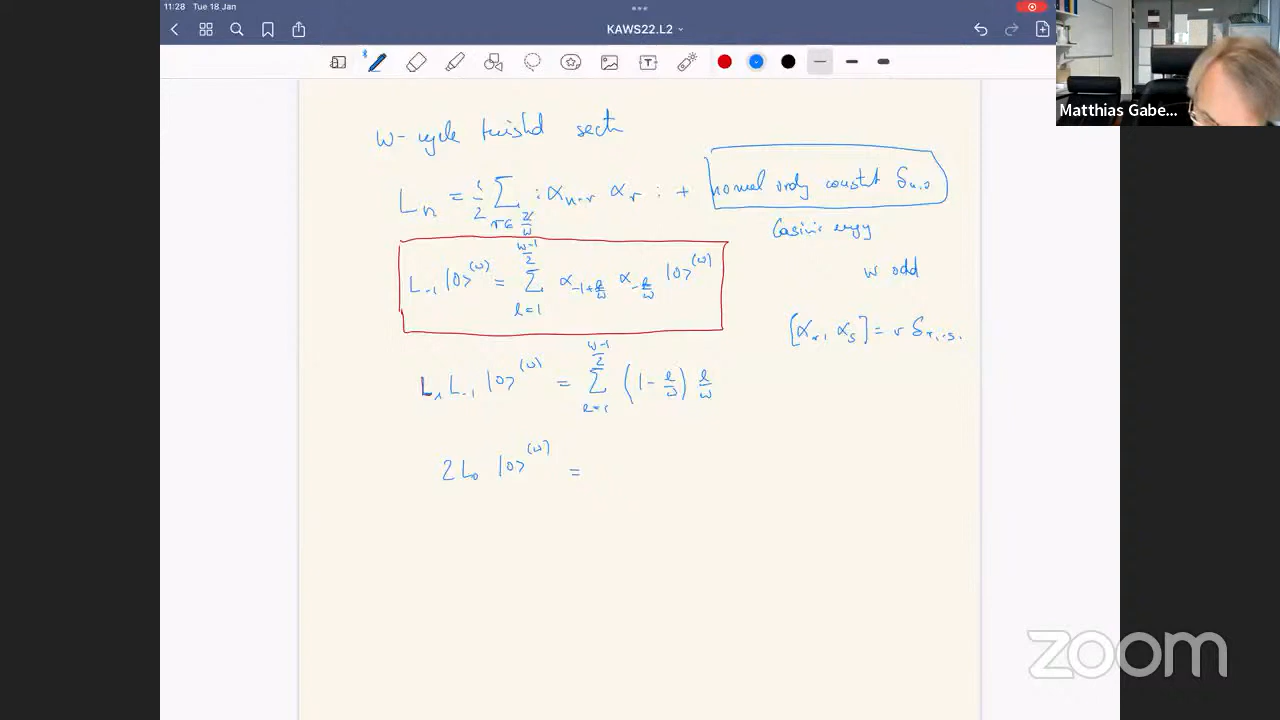 11:28 Tue 18 Jan
KAWS22.L2
Matthias Gabe...
w-cycle twisted sector
L_n = 1/2 Σ_{r∈ Z/w} : α_{n-r} α_r : + normal ordering constant δ_{n,0}
Casimir energy
w odd
L_{-1} |0>^{(w)} = Σ_{l=1}^{(w-1)/2} α_{-1+l/w} α_{-l/w} |0>^{(w)}
[α_r, α_s] = r δ_{r,-s}.
L_1 L_{-1} |0>^{(w)} = Σ_{l=1}^{(w-1)/2} (1 - l/w) l/w
2L_0 |0>^{(w)} =
zoom